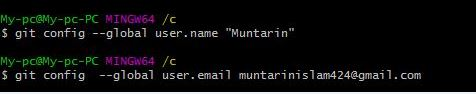 My-pc@My-pc-PC MINGW64 /c
$ git config --global user.name "Muntarin"
My-pc@My-pc-PC MINGW64 /c
$ git config  --global user.email muntarinislam424@gmail.com